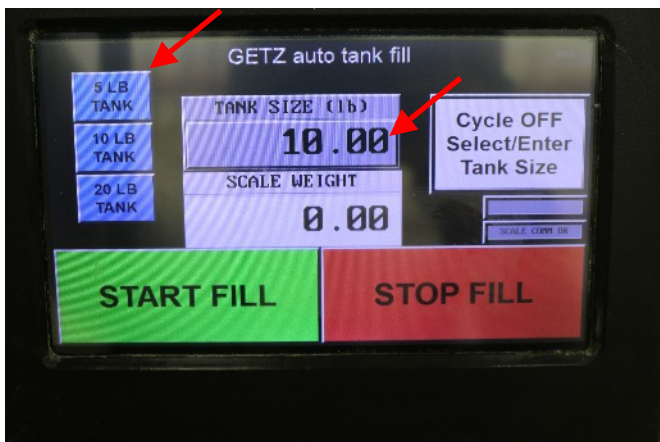 GETZ auto tank fill
5 LB
TANK
10 LB
TANK
20 LB
TANK
TANK SIZE (lb)
10.00
SCALE WEIGHT
0.00
Cycle OFF
Select/Enter
Tank Size
SCALE COMM OK
START FILL
STOP FILL